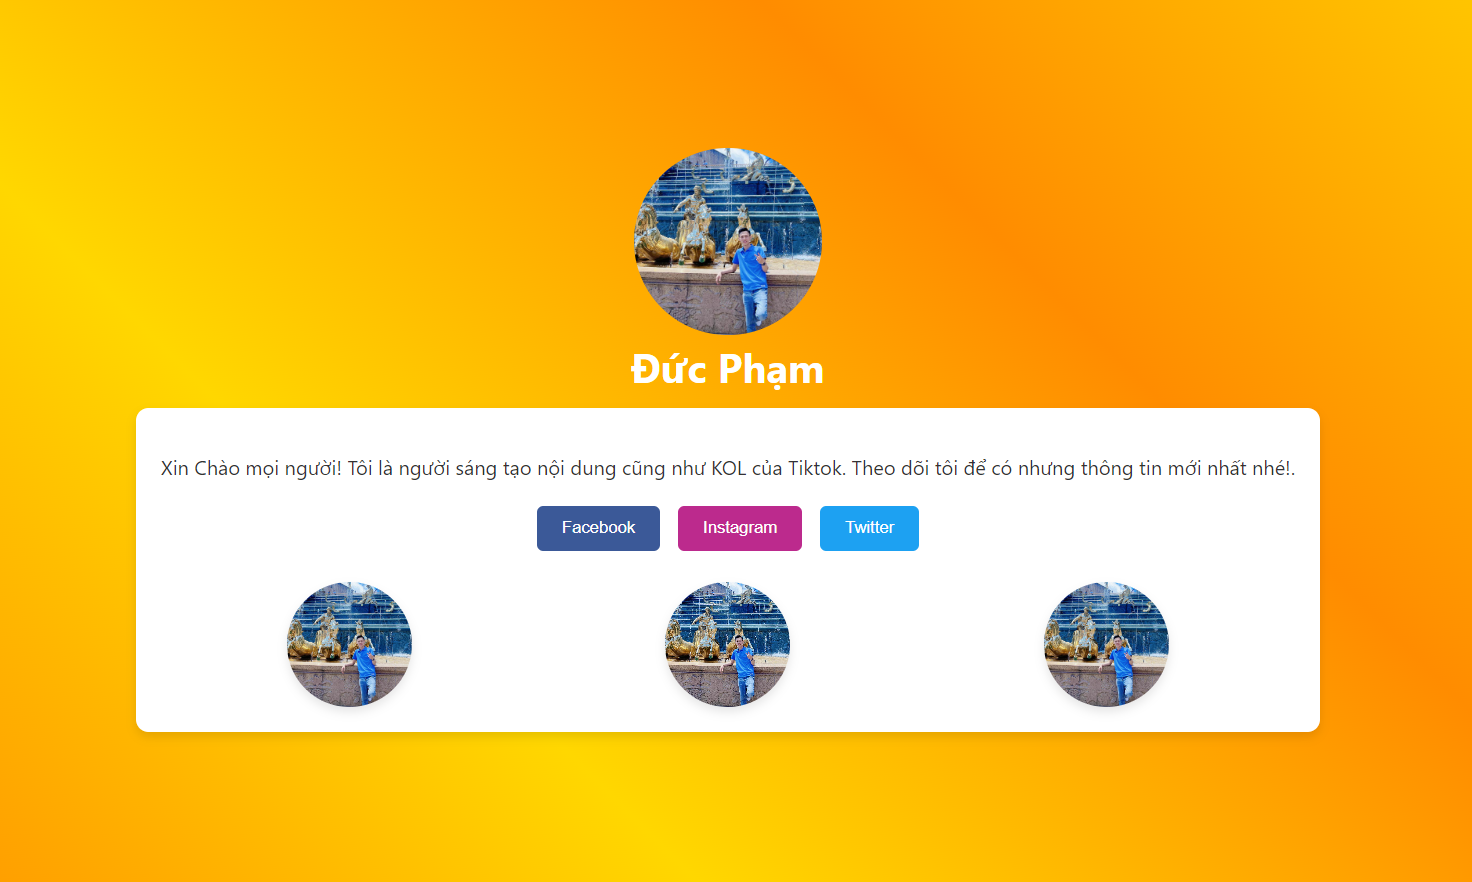 Đức Phạm
Xin Chào mọi người! Tôi là người sáng tạo nội dung cũng như KOL của Tiktok. Theo dõi tôi để có nhưng thông tin mới nhất nhé!.
Facebook Instagram Twitter